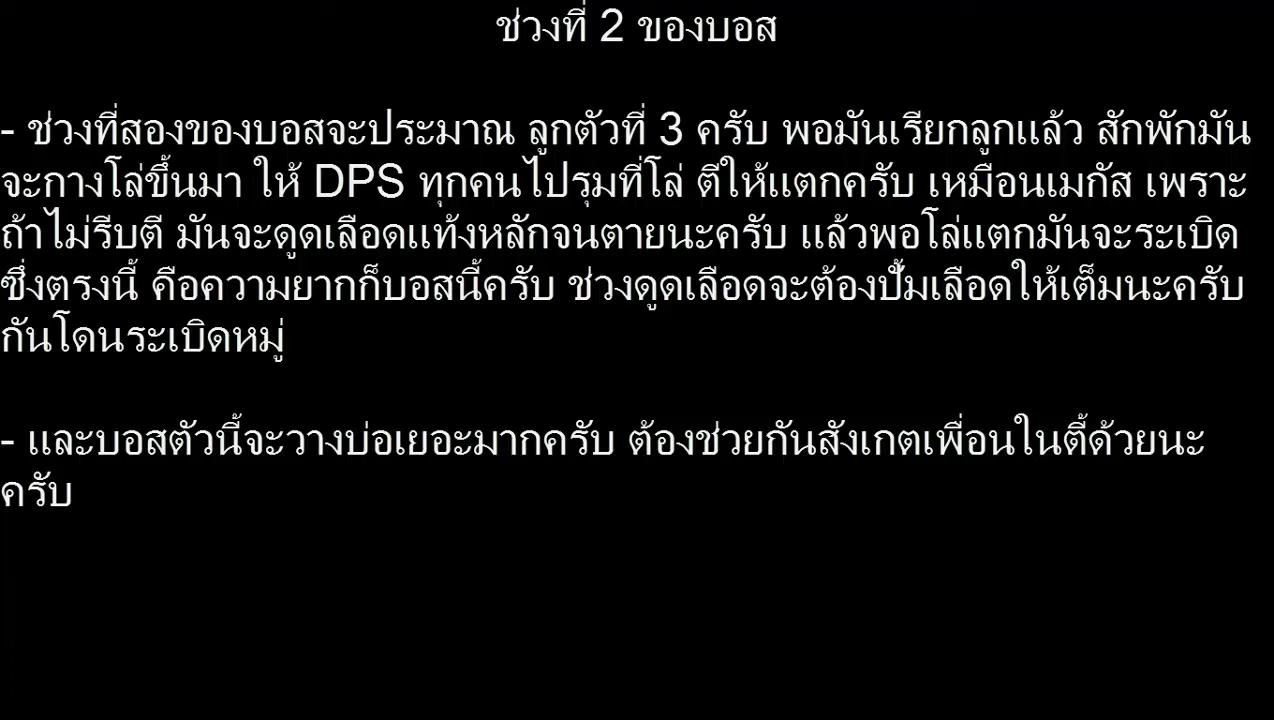 ช่วงที่ 2 ของบอส
- ช่วงที่สองของบอสจะประมาณ ลูกตัวที่ 3 ครับ พอมันเรียกลูกแล้ว สักพักมัน
จะกางโล่ขึ้นมา ให้ DPS ทุกคนไปรุมที่โล่ ตีให้แตกครับ เหมือนเมกัส เพราะ
ถ้าไม่รีบตี มันจะดูดเลือดแท้งหลักจนตายนะครับ แล้วพอโล่แตกมันจะระเบิด
ซึ่งตรงนี้ คือความยากก็บอสนี้ครับ ช่วงดูดเลือดจะต้องปั้มเลือดให้เต็มนะครับ
กันโดนระเบิดหมู่
- และบอสตัวนี้จะวางบ่อเยอะมากครับ ต้องช่วยกันสังเกตเพื่อนในตี้ด้วยนะ
ครับ